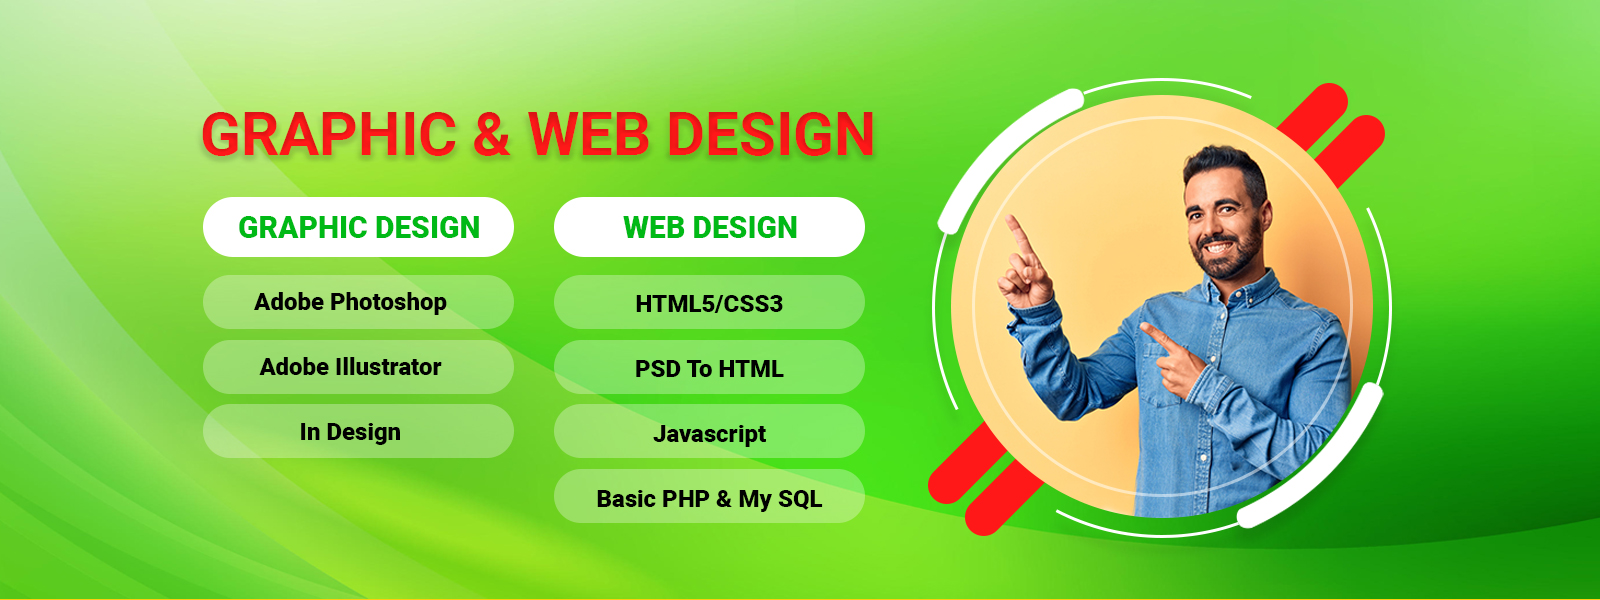 GRAPHIC & WEB DESIGN
GRAPHIC DESIGN
Adobe Photoshop
Adobe Illustrator
In Design
WEB DESIGN
HTML5/CSS3
PSD To HTML
Javascript
Basic PHP & My SQL